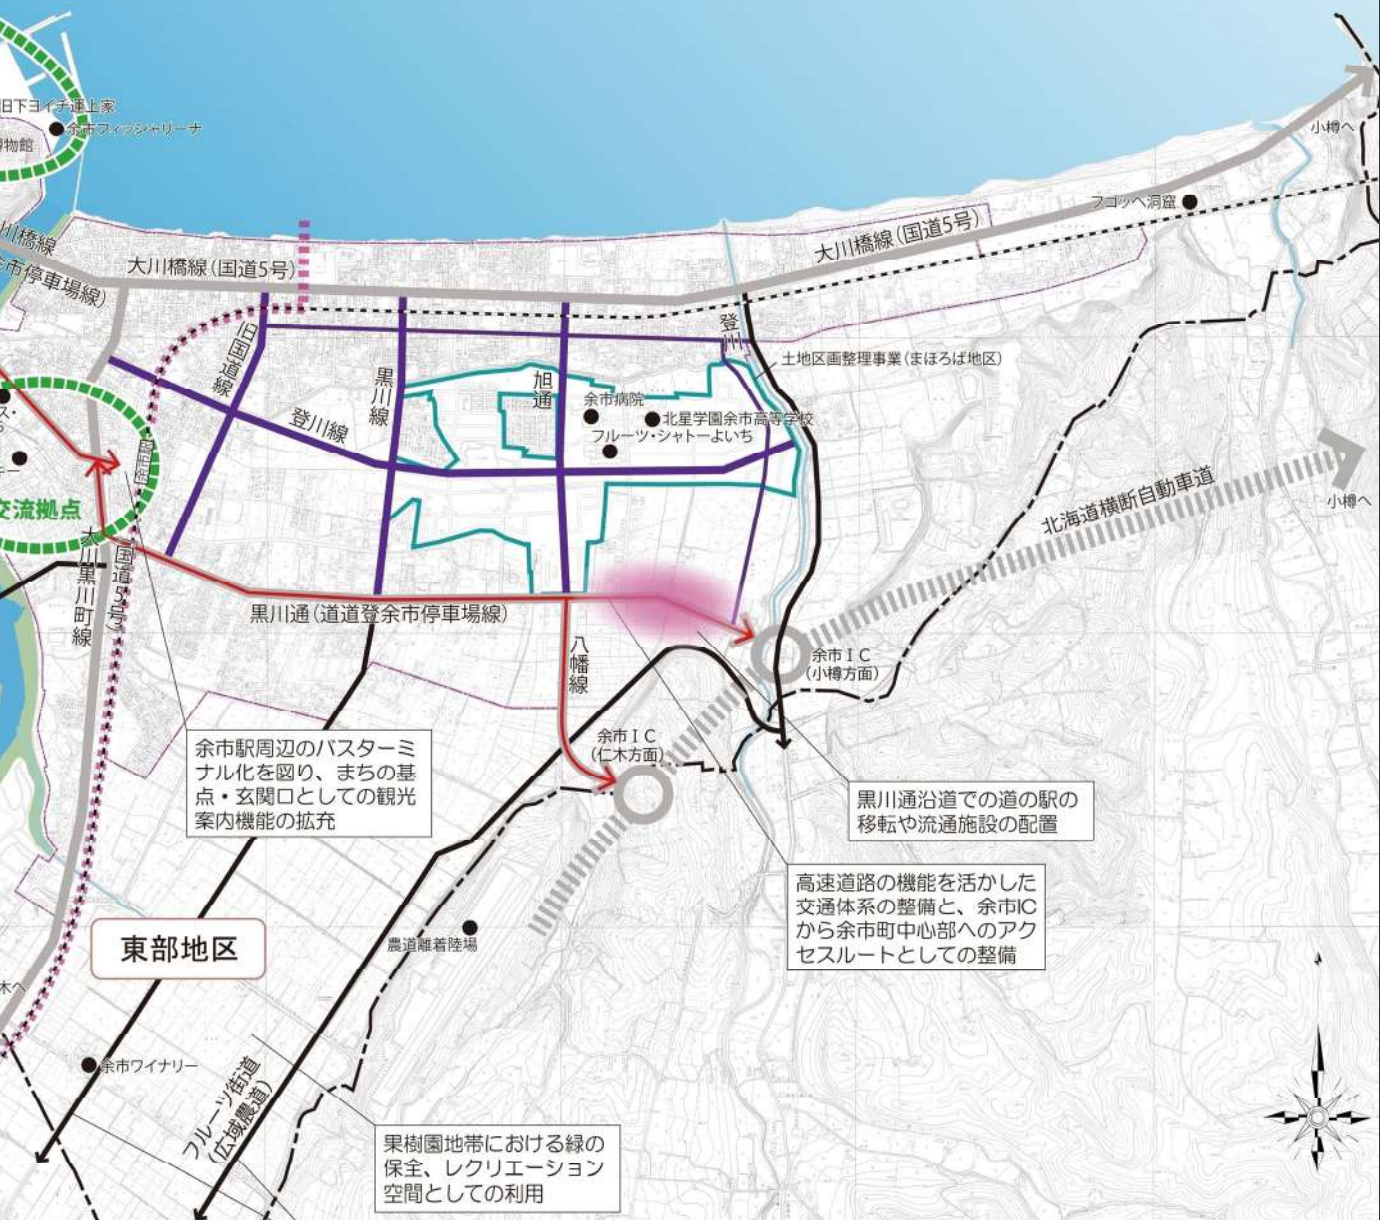 旧下ヨイチ運上家
余市フィッシャリーナ
博物館
小樽へ
フゴッペ洞窟
川橋線
余市停車場線)
大川橋線(国道5号)
大川橋線(国道5号)
旧国道線
黒川線
旭通
登川
土地区画整理事業(まほろば地区)
登川線
余市病院
北星学園余市高等学校
フルーツ・シャトーよいち
ス・
ら
キー
余市駅
交流拠点
北海道横断自動車道
小樽へ
大川黒川町線
(国道5号)
黒川通(道道登余市停車場線)
八幡線
余市IC
(小樽方面)
余市IC
(仁木方面)
余市駅周辺のバスターミ
ナル化を図り、まちの基
点・玄関口としての観光
案内機能の拡充
黒川通沿道での道の駅の
移転や流通施設の配置
高速道路の機能を活かした
交通体系の整備と、余市IC
から余市町中心部へのアク
セスルートとしての整備
東部地区
農道離着陸場
木へ
余市ワイナリー
フルーツ街道
(広域農道)
果樹園地帯における緑の
保全、レクリエーション
空間としての利用